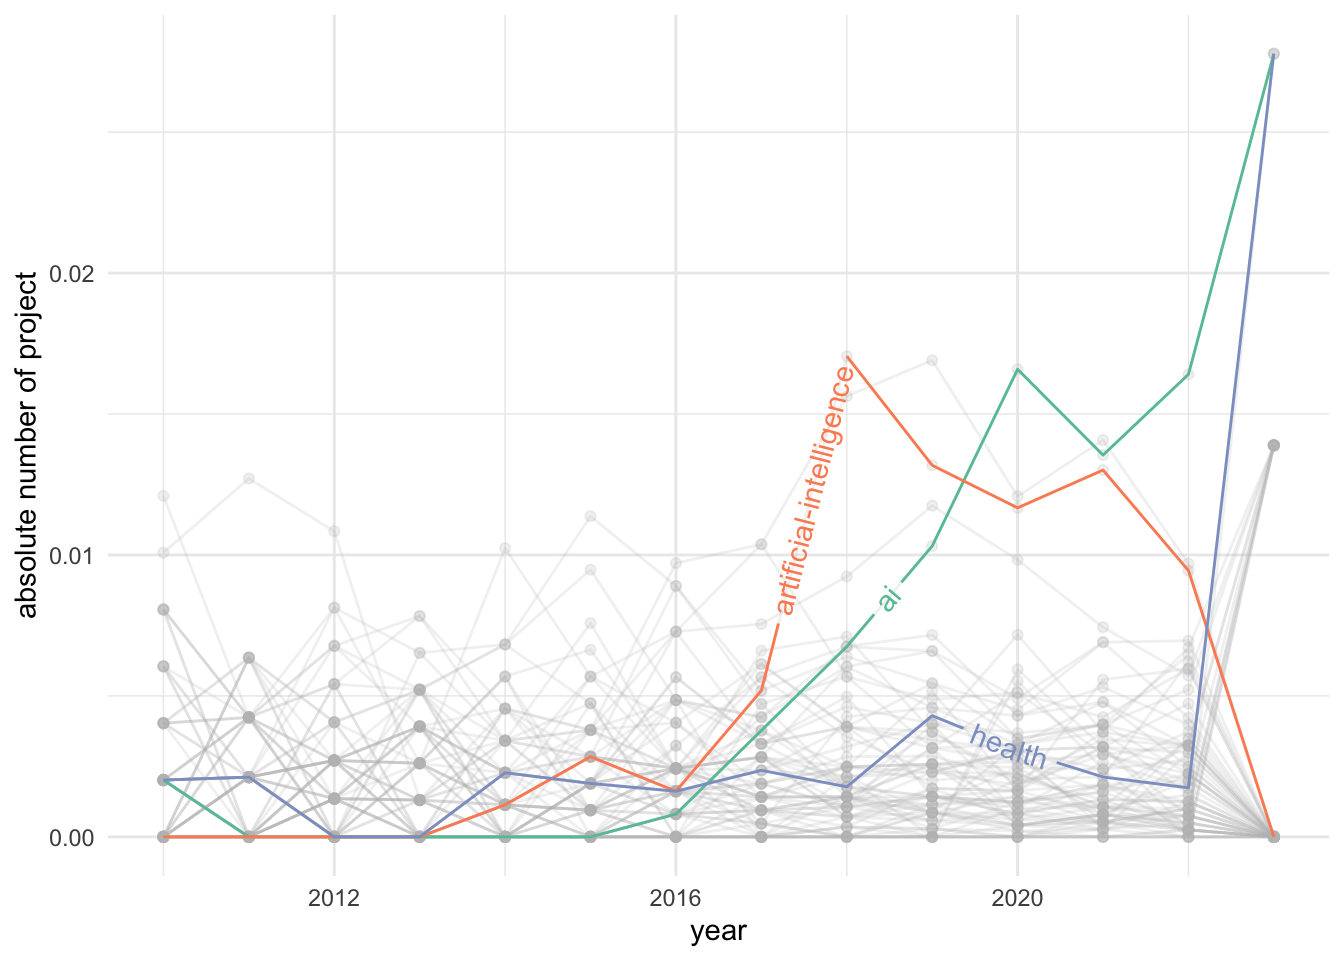 absolute number of project
0.02
0.01
0.00
artificial-intelligence
ai
health
2012
2016
2020
year